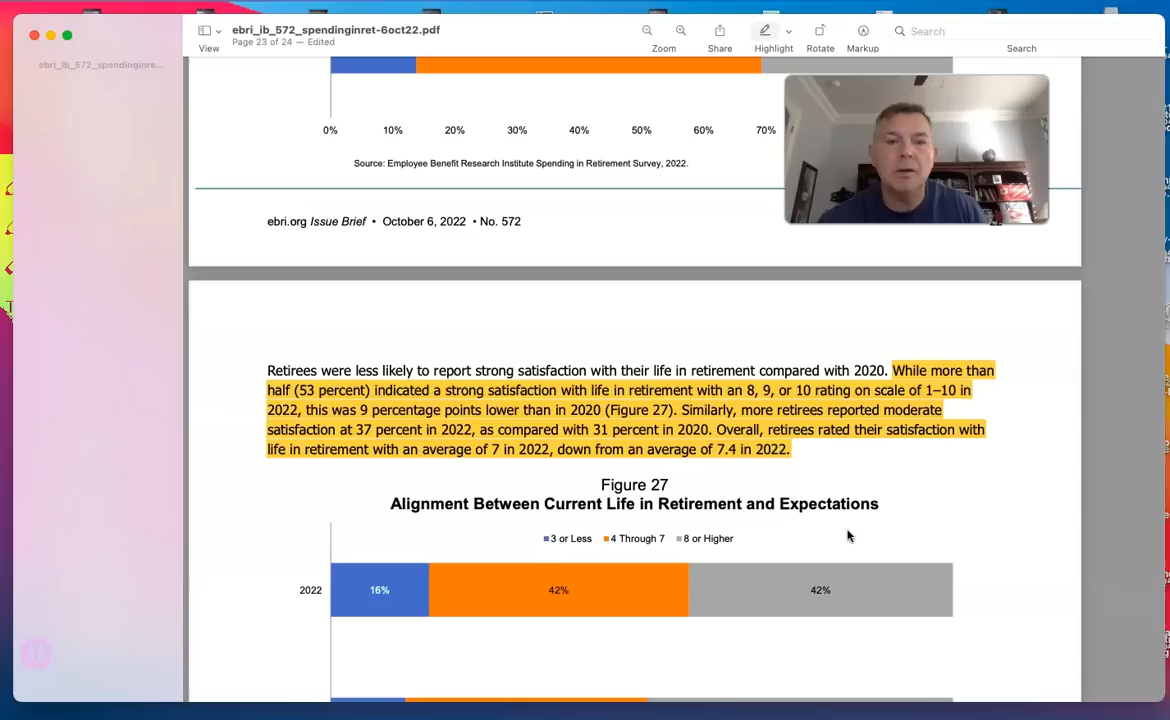 ebri_ib_572_spendinginret-6oct22.pdf
Page 23 of 24 — Edited
View
Zoom
Share
Highlight
Rotate
Markup
Search
Search
ebri_ib_572_spendinginre...
0% 10% 20% 30% 40% 50% 60% 70%
Source: Employee Benefit Research Institute Spending in Retirement Survey, 2022.
ebri.org Issue Brief • October 6, 2022 • No. 572
Retirees were less likely to report strong satisfaction with their life in retirement compared with 2020. While more than
half (53 percent) indicated a strong satisfaction with life in retirement with an 8, 9, or 10 rating on scale of 1–10 in
2022, this was 9 percentage points lower than in 2020 (Figure 27). Similarly, more retirees reported moderate
satisfaction at 37 percent in 2022, as compared with 31 percent in 2020. Overall, retirees rated their satisfaction with
life in retirement with an average of 7 in 2022, down from an average of 7.4 in 2022.
Figure 27
Alignment Between Current Life in Retirement and Expectations
3 or Less 4 Through 7 8 or Higher
2022 16% 42% 42%